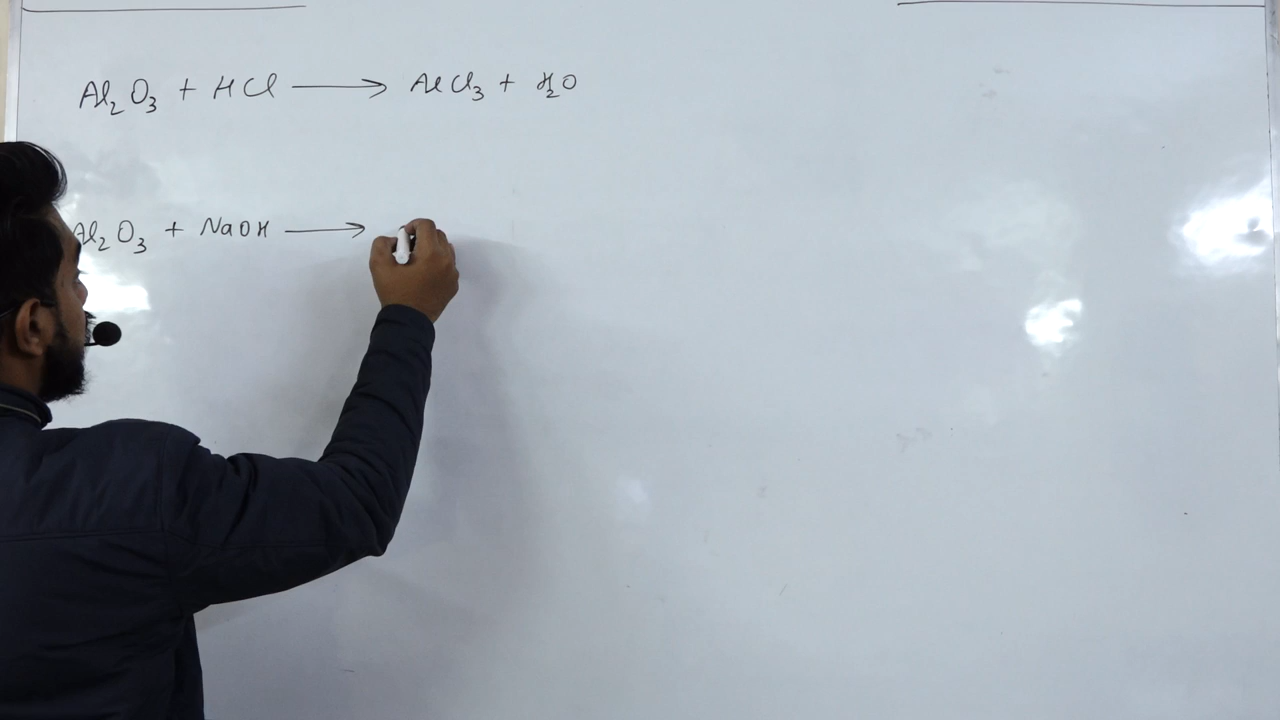 Al₂O₃ + HCl ⟶ AlCl₃ + H₂O
Al₂O₃ + NaOH ⟶